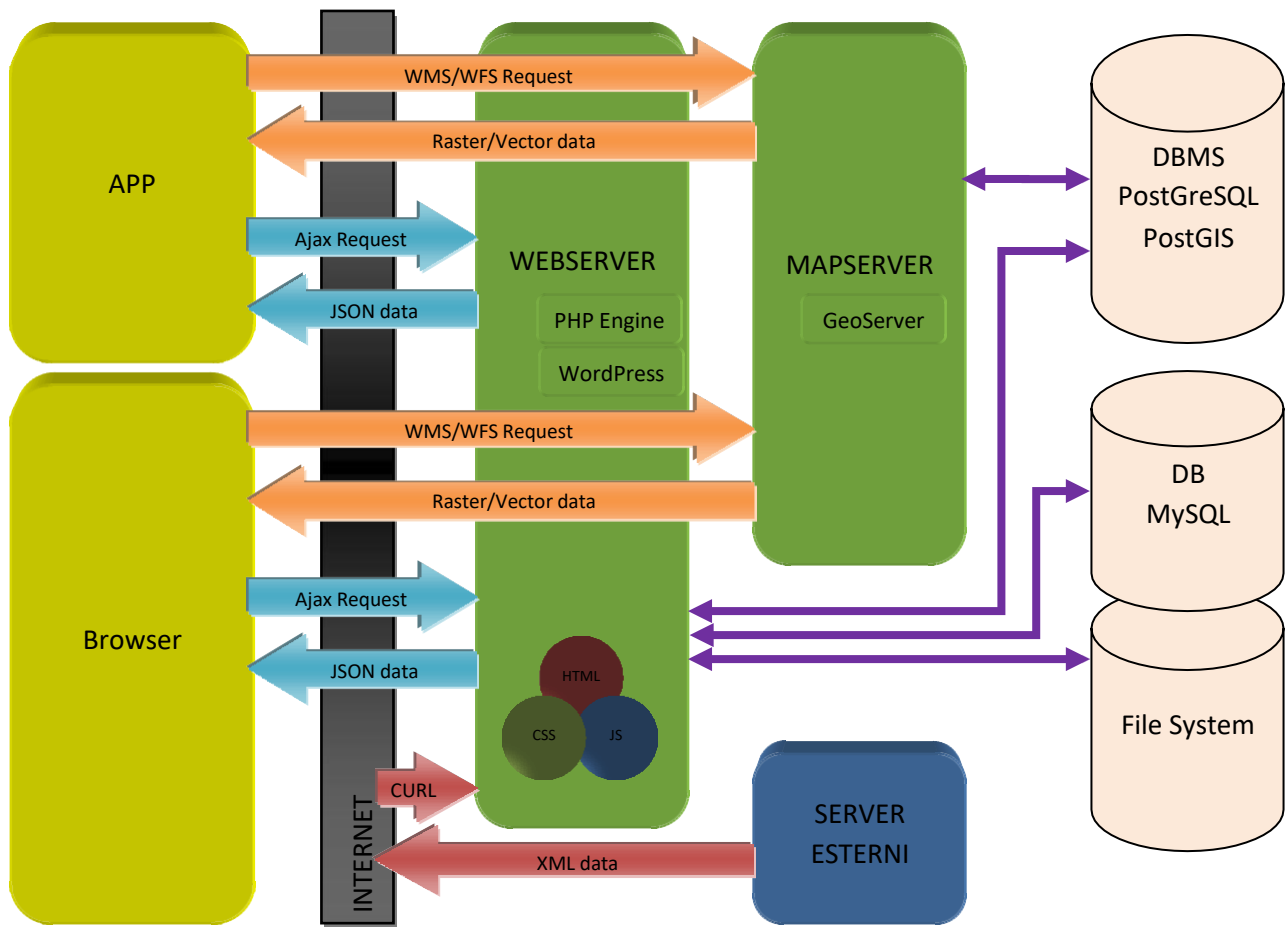 WMS/WFS Request
Raster/Vector data
APP
Ajax Request
JSON data
WEBSERVER
PHP Engine
WordPress
MAPSERVER
GeoServer
DBMS
PostGreSQL
PostGIS
WMS/WFS Request
Raster/Vector data
Browser
Ajax Request
JSON data
HTML
CSS
JS
DB
MySQL
File System
INTERNET
CURL
XML data
SERVER
ESTERNI